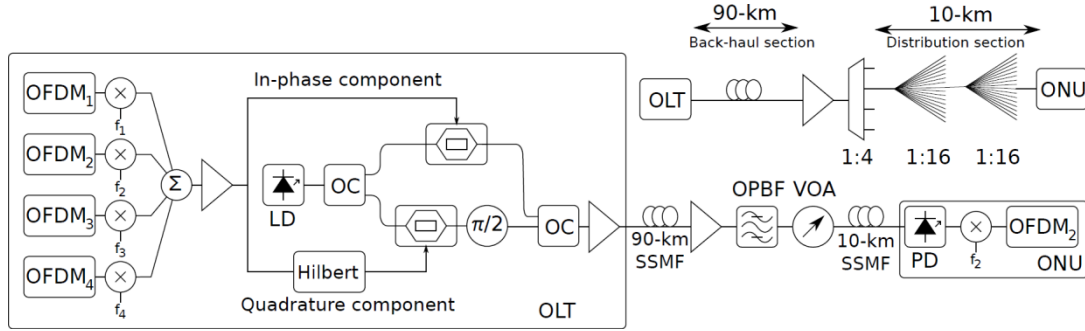 OFDM1
f1
OFDM2
f2
OFDM3
f3
OFDM4
f4
Σ
In-phase component
LD
OC
π/2
OC
Hilbert
Quadrature component
OLT
90-km
Back-haul section
10-km
Distribution section
OLT
ONU
1:4
1:16
1:16
90-km
SSMF
OPBF
VOA
10-km
SSMF
PD
f2
OFDM2
ONU